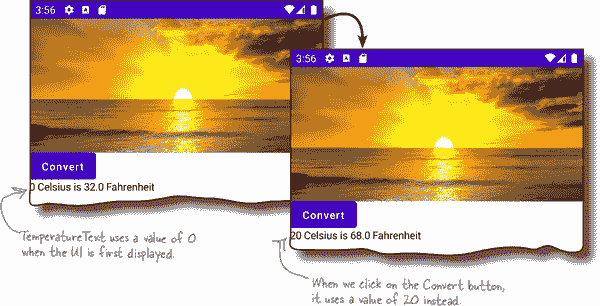 3:56
Convert
0 Celsius is 32.0 Fahrenheit
TemperatureText uses a value of 0
when the UI is first displayed.
3:56
Convert
20 Celsius is 68.0 Fahrenheit
When we click on the Convert button,
it uses a value of 20 instead.